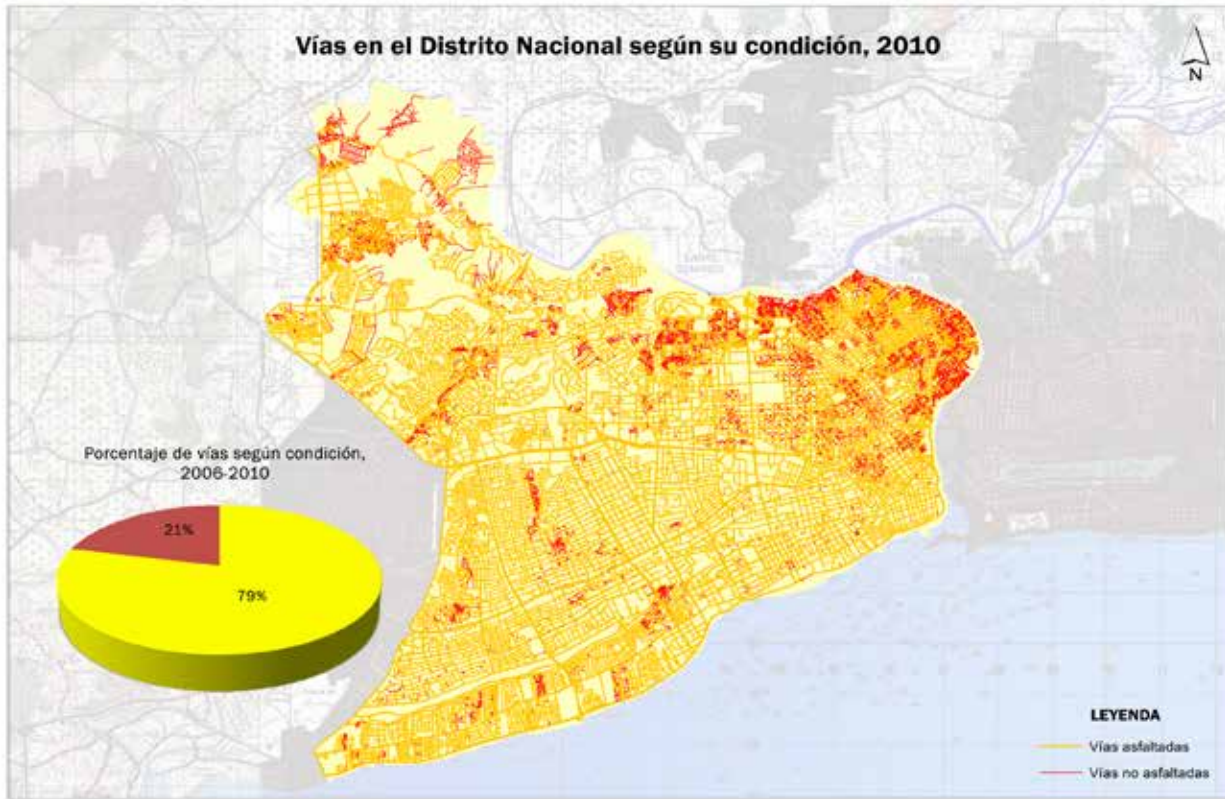 Vías en el Distrito Nacional según su condición, 2010
N
Porcentaje de vías según condición,
2006-2010
21%
79%
LEYENDA
Vías asfaltadas
Vías no asfaltadas